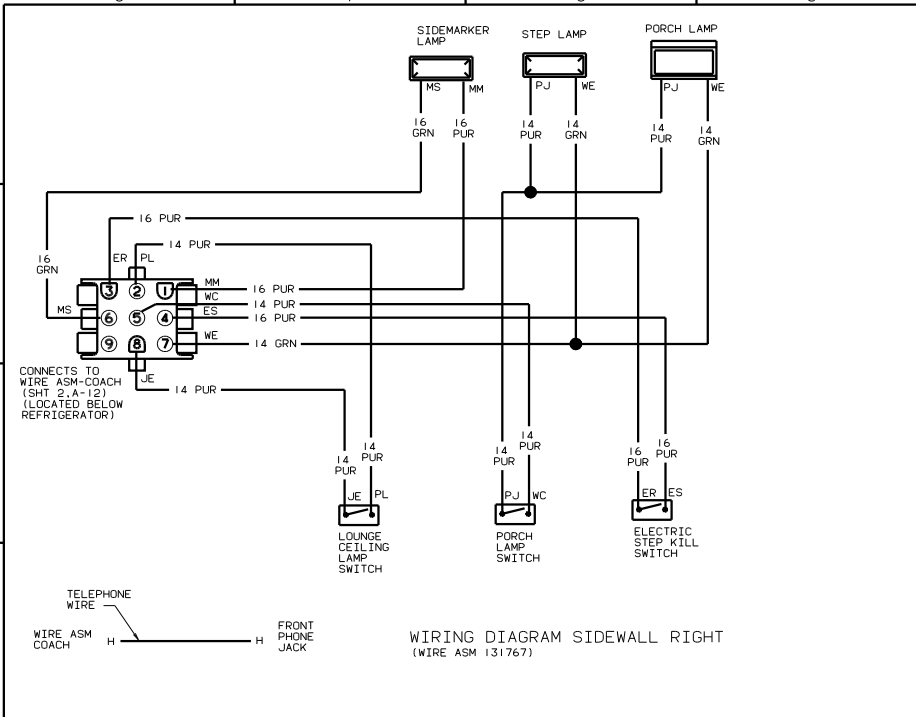 SIDEMARKER
LAMP
STEP LAMP
PORCH LAMP
MS
MM
PJ
WE
PJ
WE
16
GRN
16
PUR
14
PUR
14
GRN
14
PUR
14
GRN
16 PUR
14 PUR
16
GRN
ER
PL
MM
16 PUR
WC
14 PUR
MS
ES
16 PUR
WE
14 GRN
3
2
1
6
5
4
9
8
7
CONNECTS TO
WIRE ASM-COACH
(SHT 2,A-12)
(LOCATED BELOW
REFRIGERATOR)
JE
14 PUR
14
PUR
14
PUR
14
PUR
14
PUR
16
PUR
16
PUR
JE
PL
PJ
WC
ER
ES
LOUNGE
CEILING
LAMP
SWITCH
PORCH
LAMP
SWITCH
ELECTRIC
STEP KILL
SWITCH
TELEPHONE
WIRE
WIRE ASM
COACH
H
H
FRONT
PHONE
JACK
WIRING DIAGRAM SIDEWALL RIGHT
(WIRE ASM 131767)